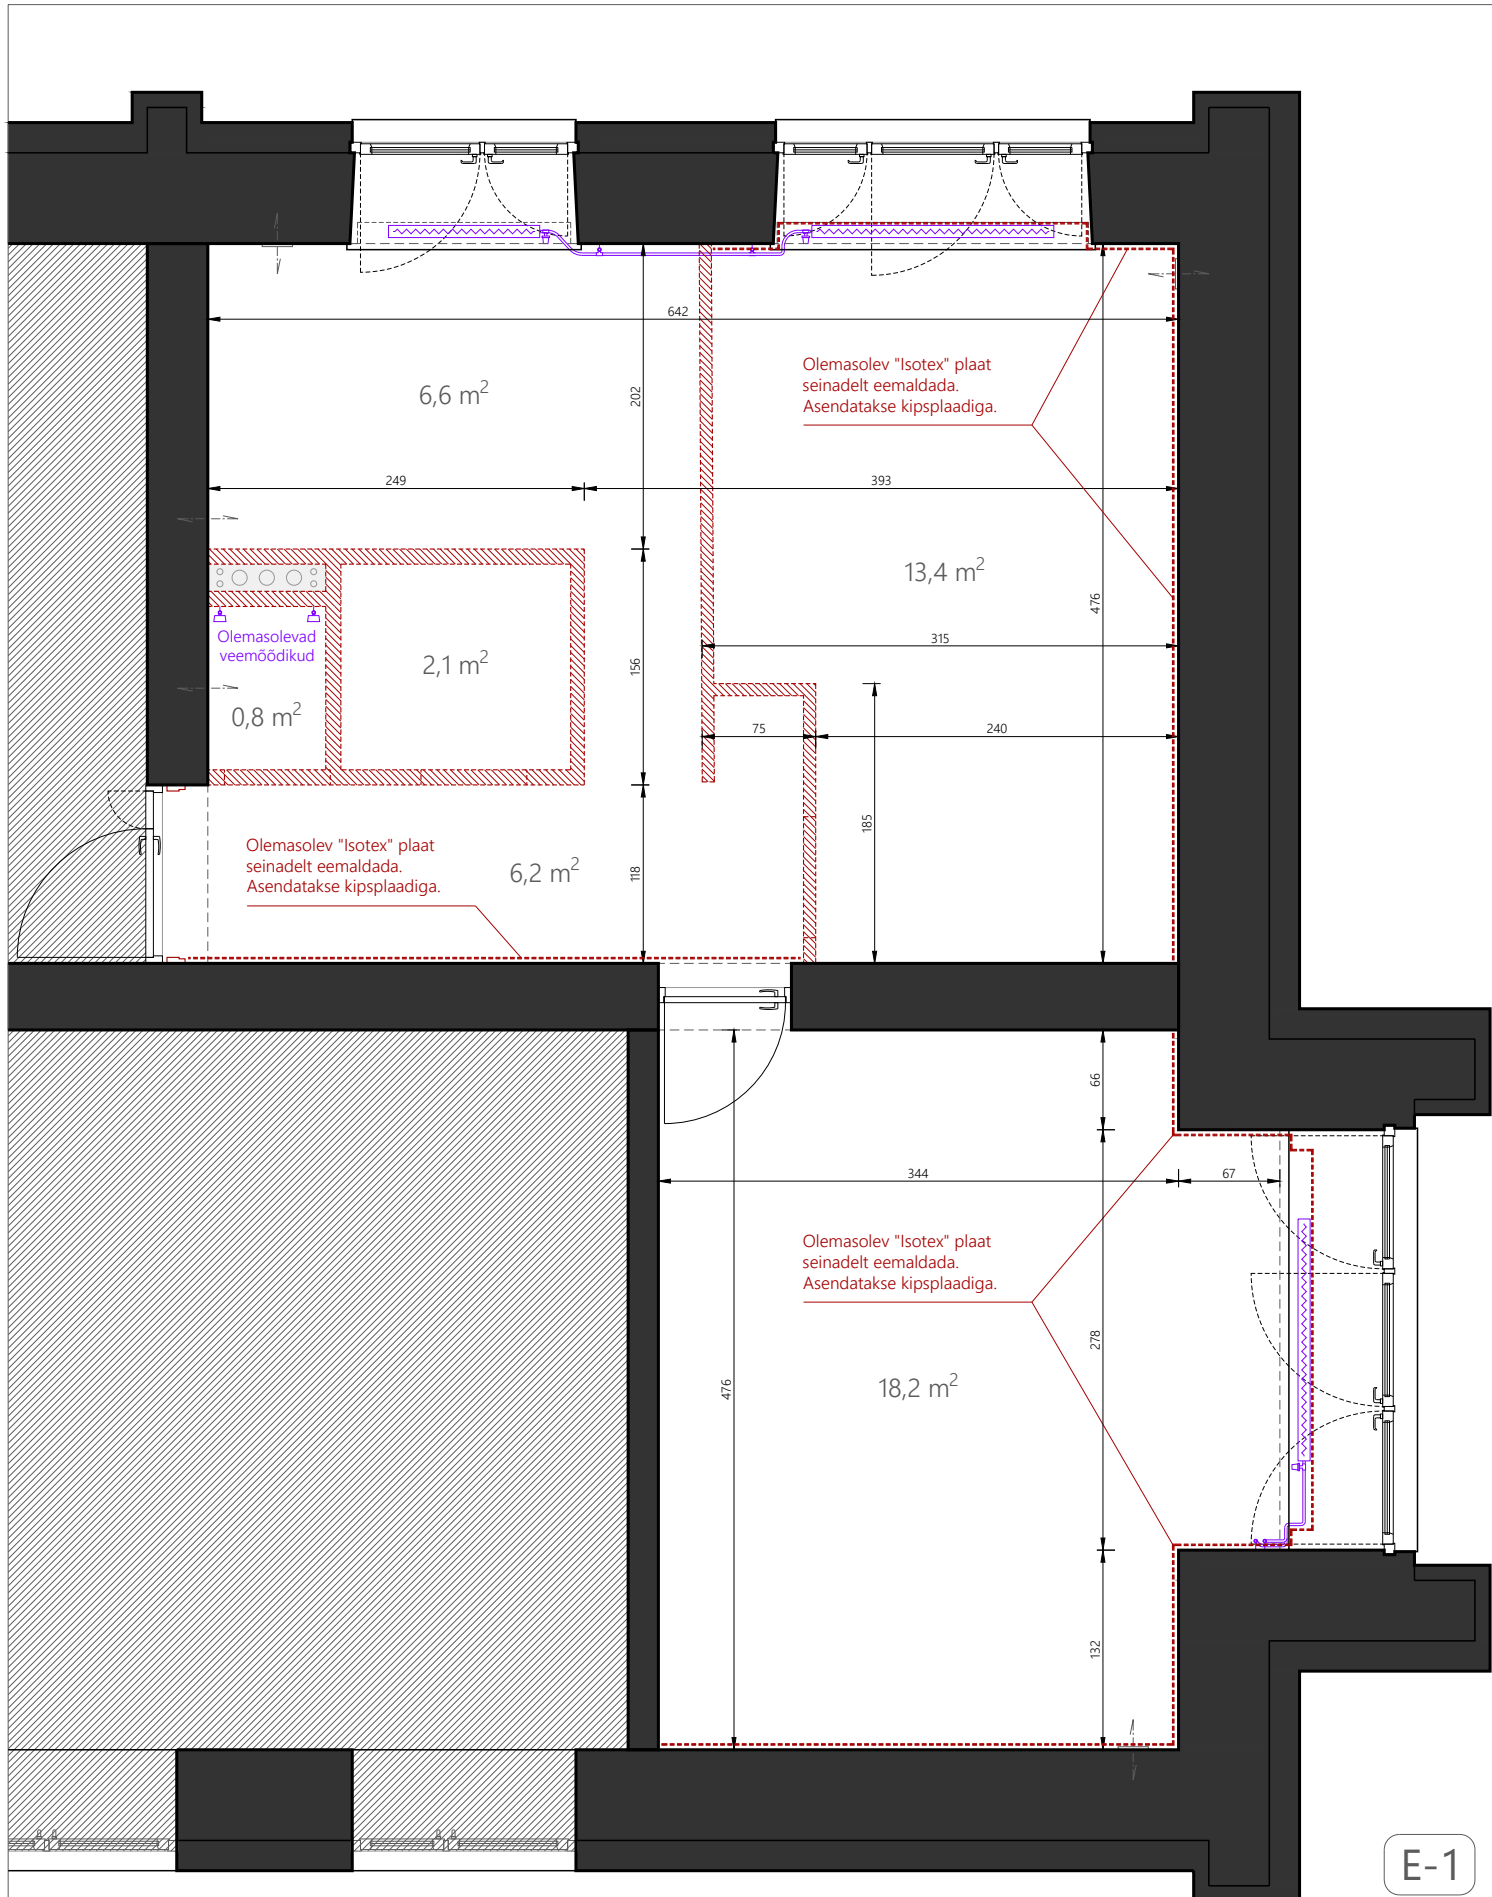 642
Olemasolev "Isotex" plaat
seinadelt eemaldada.
Asendatakse kipsplaadiga.
6,6 m²
202
249
393
13,4 m²
476
315
Olemasolevad
veemõõdikud
2,1 m²
156
0,8 m²
75
240
185
Olemasolev "Isotex" plaat
seinadelt eemaldada.
Asendatakse kipsplaadiga.
6,2 m²
118
66
344
67
Olemasolev "Isotex" plaat
seinadelt eemaldada.
Asendatakse kipsplaadiga.
278
476
18,2 m²
132
E-1